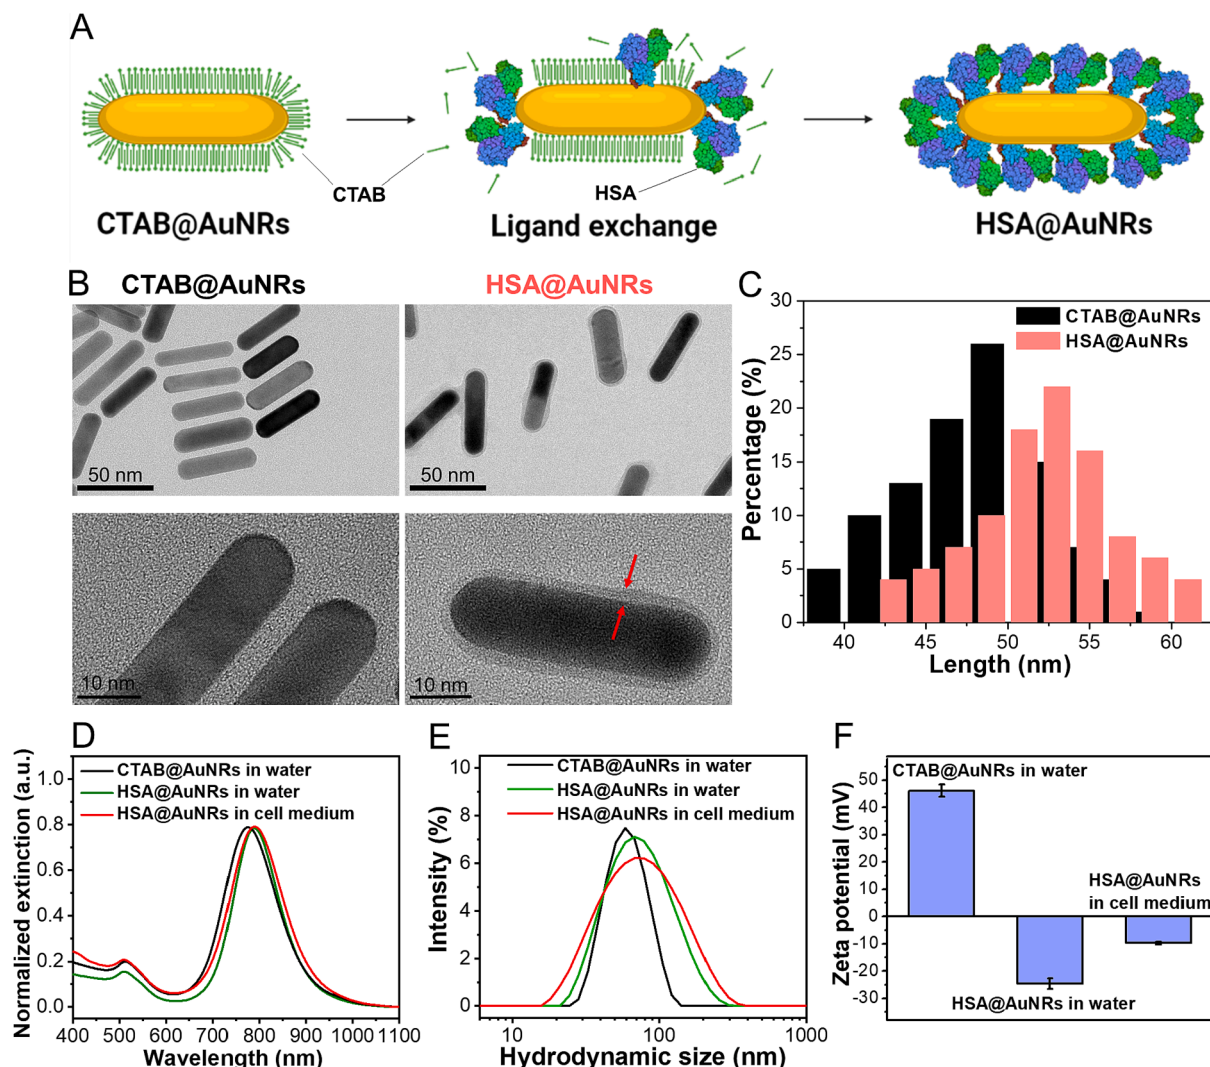 A
CTAB
HSA
CTAB@AuNRs
Ligand exchange
HSA@AuNRs
B
CTAB@AuNRs
HSA@AuNRs
50 nm
50 nm
10 nm
10 nm
C
30
25
20
15
10
5
0
Percentage (%)
CTAB@AuNRs
HSA@AuNRs
40
45
50
55
60
Length (nm)
D
Normalized extinction (a.u.)
1.0
0.8
0.6
0.4
0.2
0.0
CTAB@AuNRs in water
HSA@AuNRs in water
HSA@AuNRs in cell medium
400 500 600 700 800 900 1000 1100
Wavelength (nm)
E
Intensity (%)
10
8
6
4
2
0
CTAB@AuNRs in water
HSA@AuNRs in water
HSA@AuNRs in cell medium
10
100
1000
Hydrodynamic size (nm)
F
Zeta potential (mV)
50
40
30
20
10
0
-10
-20
-30
CTAB@AuNRs in water
HSA@AuNRs
in cell medium
HSA@AuNRs in water